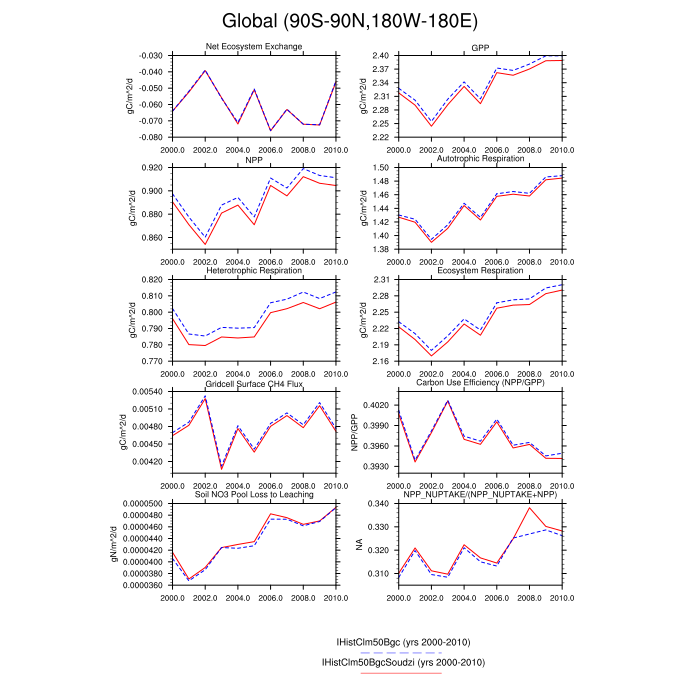 Global (90S-90N,180W-180E)
Net Ecosystem Exchange
gC/m^2/d
-0.030
-0.040
-0.050
-0.060
-0.070
-0.080
2000.0 2002.0 2004.0 2006.0 2008.0 2010.0
GPP
gC/m^2/d
2.40
2.36
2.33
2.29
2.25
2.22
2000.0 2002.0 2004.0 2006.0 2008.0 2010.0
NPP
gC/m^2/d
0.920
0.900
0.880
0.860
2000.0 2002.0 2004.0 2006.0 2008.0 2010.0
Autotrophic Respiration
gC/m^2/d
1.50
1.48
1.46
1.44
1.42
1.40
1.38
2000.0 2002.0 2004.0 2006.0 2008.0 2010.0
Heterotrophic Respiration
gC/m^2/d
0.820
0.810
0.800
0.790
0.780
0.770
2000.0 2002.0 2004.0 2006.0 2008.0 2010.0
Ecosystem Respiration
gC/m^2/d
2.31
2.28
2.25
2.22
2.19
2.16
2000.0 2002.0 2004.0 2006.0 2008.0 2010.0
Gridcell Surface CH4 Flux
gC/m^2/d
0.00540
0.00510
0.00480
0.00450
0.00420
2000.0 2002.0 2004.0 2006.0 2008.0 2010.0
Carbon Use Efficiency (NPP/GPP)
NPP/GPP
0.4020
0.3990
0.3960
0.3930
2000.0 2002.0 2004.0 2006.0 2008.0 2010.0
Soil NO3 Pool Loss to Leaching
gN/m^2/d
0.0000500
0.0000480
0.0000460
0.0000440
0.0000420
0.0000400
0.0000380
0.0000360
2000.0 2002.0 2004.0 2006.0 2008.0 2010.0
NPP_NUPTAKE/(NPP_NUPTAKE+NPP)
NA
0.340
0.330
0.320
0.310
2000.0 2002.0 2004.0 2006.0 2008.0 2010.0
IHistClm50Bgc (yrs 2000-2010)
IHistClm50BgcSoudzi (yrs 2000-2010)